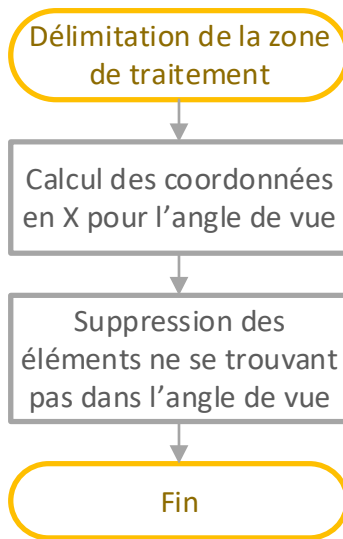 Délimitation de la zone
de traitement
Calcul des coordonnées
en X pour l'angle de vue
Suppression des
éléments ne se trouvant
pas dans l'angle de vue
Fin